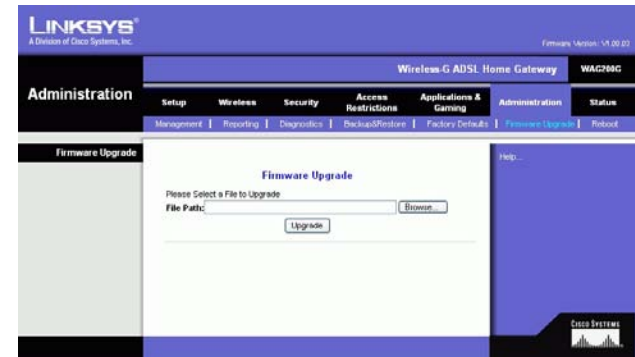 LINKSYS®
A Division of Cisco Systems, Inc.
Firmware Version: V1.00.03
Wireless-G ADSL Home Gateway WAG200G
Administration
Setup Wireless Security Access Restrictions Applications & Gaming Administration Status
Management | Reporting | Diagnostics | Backup&Restore | Factory Defaults | Firmware Upgrade | Reboot
Firmware Upgrade
Help...
Firmware Upgrade
Please Select a File to Upgrade
File Path: Browse...
Upgrade
CISCO SYSTEMS